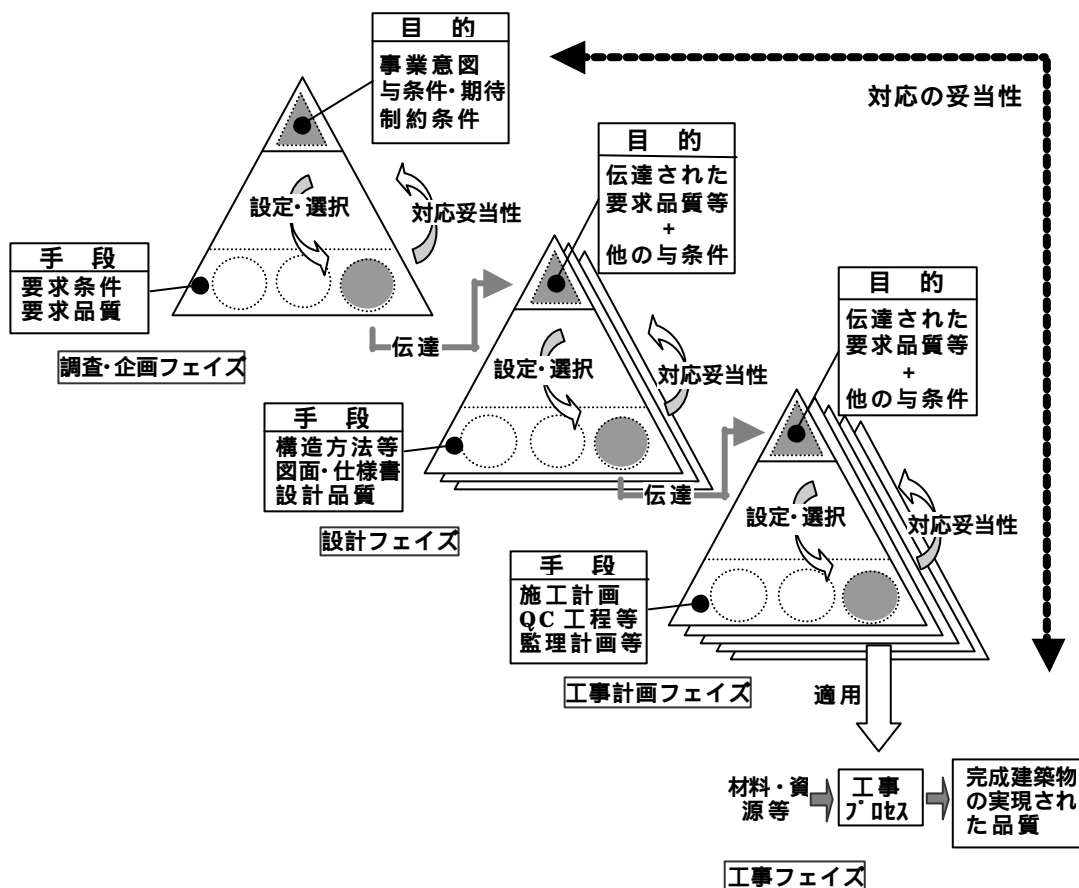 目 的
事業意図
与条件・期待
制約条件
対応の妥当性
設定・選択
対応妥当性
手 段
要求条件
要求品質
調査・企画フェイズ
伝達
目 的
伝達された
要求品質等
+
他の与条件
設定・選択
対応妥当性
手 段
構造方法等
図面・仕様書
設計品質
設計フェイズ
伝達
目 的
伝達された
要求品質等
+
他の与条件
設定・選択
対応妥当性
手 段
施工計画
QC 工程等
監理計画等
工事計画フェイズ
適用
材料・資
源等
工事
プロセス
完成建築物
の実現され
た品質
工事フェイズ